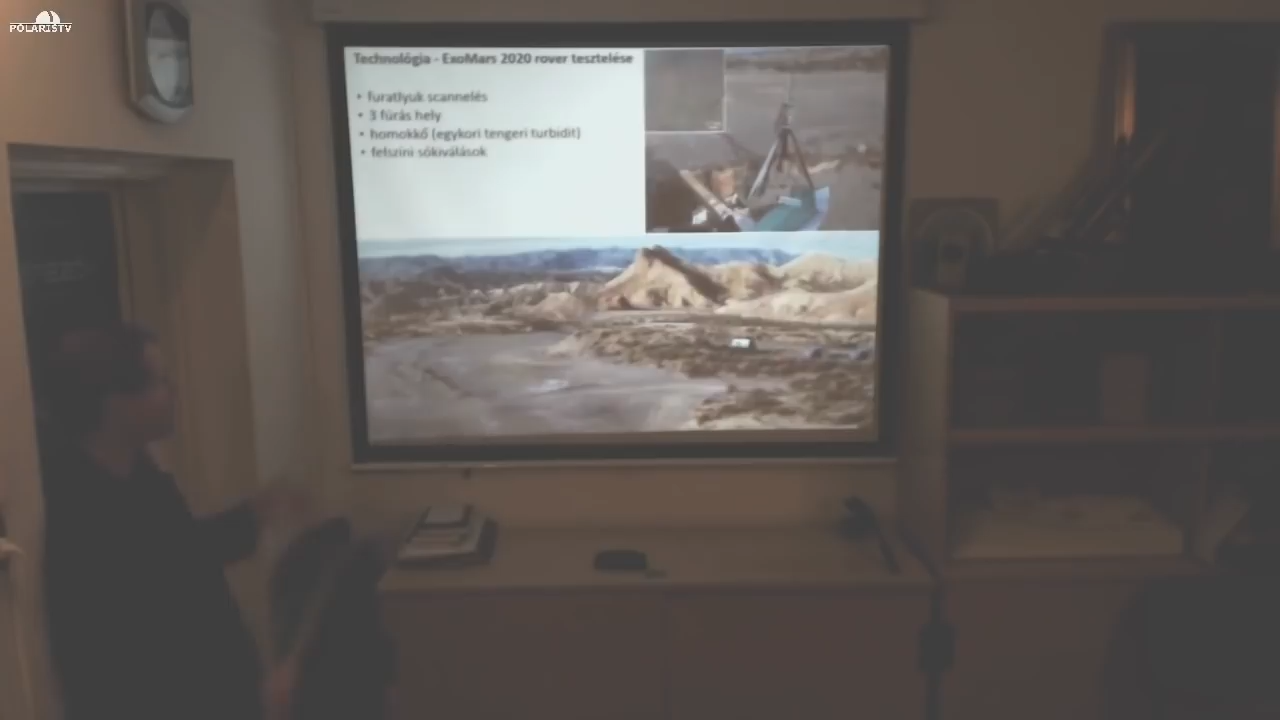 POLARISTV
Technológia - ExoMars 2020 rover tesztelése
• furatlyuk scannelés
• 3 fúrás hely
• homokkő (egykori tengeri turbidit)
• felszíni sókiválások